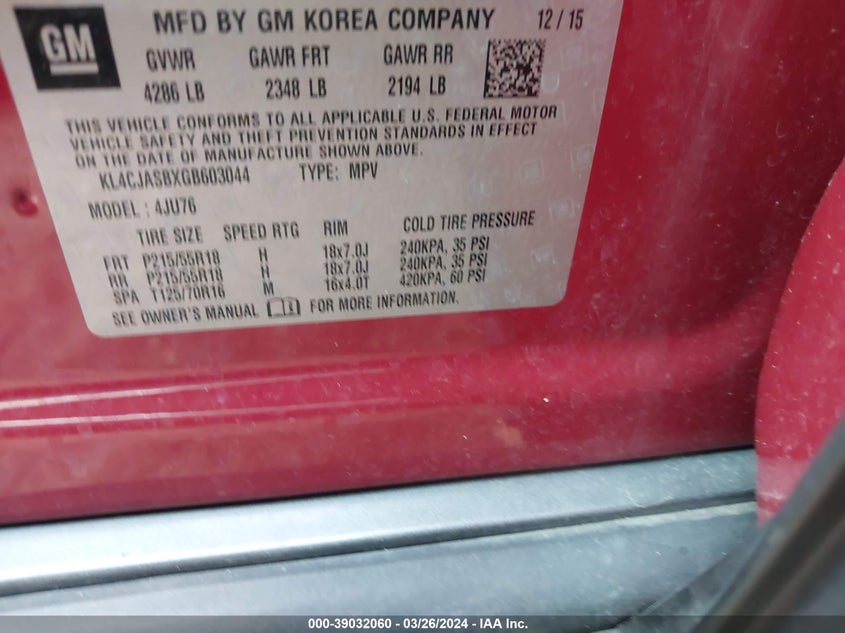 GM
MFD BY GM KOREA COMPANY 12/15
GVWR GAWR FRT GAWR RR
4286 LB 2348 LB 2194 LB
THIS VEHICLE CONFORMS TO ALL APPLICABLE U.S. FEDERAL MOTOR
VEHICLE SAFETY AND THEFT PREVENTION STANDARDS IN EFFECT
ON THE DATE OF MANUFACTURE SHOWN ABOVE.
KL4CJASBXGB603044 TYPE: MPV
MODEL: 4JU76
TIRE SIZE SPEED RTG RIM COLD TIRE PRESSURE
FRT P215/55R18 H 18x7.0J 240KPA, 35 PSI
RR P215/55R18 H 18x7.0J 240KPA, 35 PSI
SPA T125/70R16 M 16x4.0T 420KPA, 60 PSI
SEE OWNER'S MANUAL FOR MORE INFORMATION.
000-39032060 - 03/26/2024 - IAA Inc.